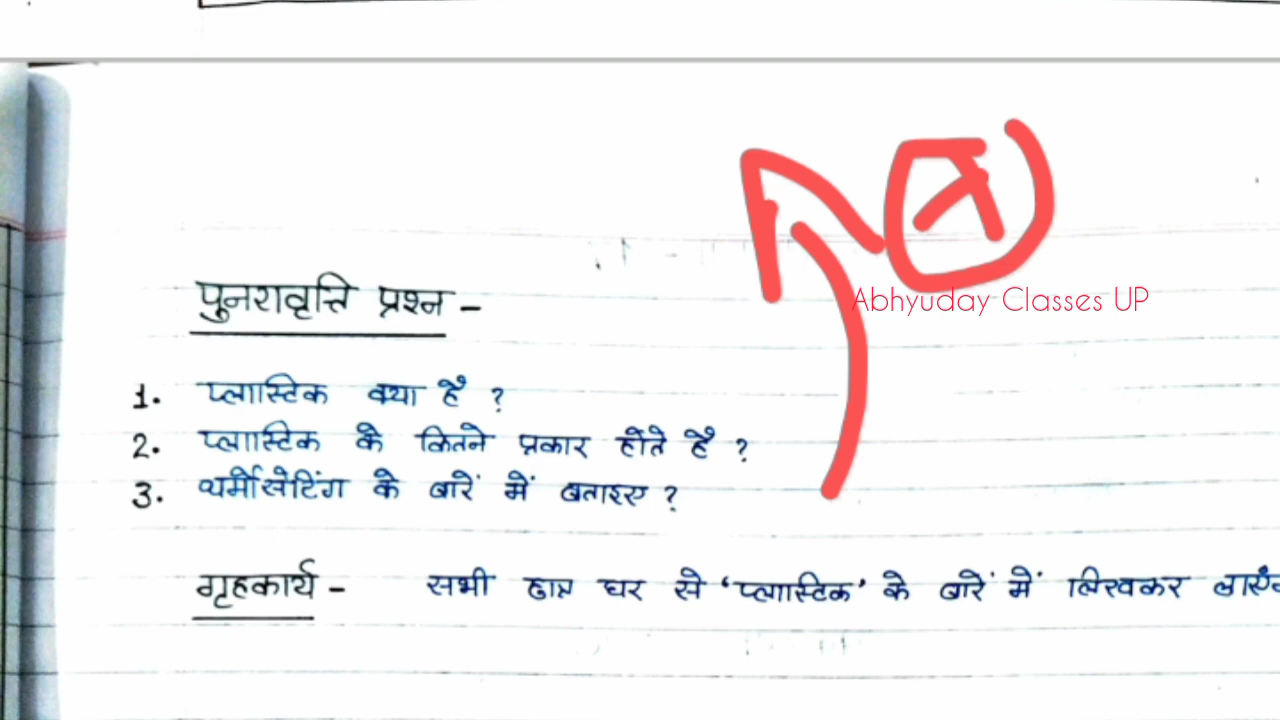 Abhyuday Classes UP
पुनरावृत्ति प्रश्न -
1. प्लास्टिक क्या है ?
2. प्लास्टिक के कितने प्रकार होते है ?
3. थर्मोसेटिंग के बारें में बताइए ?
गृहकार्य - सभी छात्र घर से 'प्लास्टिक' के बारें में लिखकर